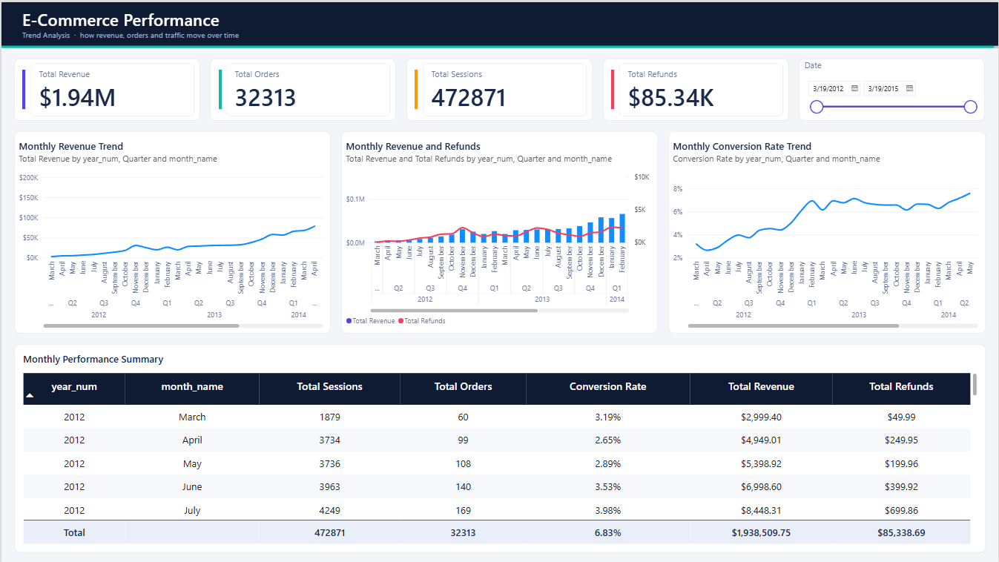 E-Commerce Performance
Trend Analysis · how revenue, orders and traffic move over time
Total Revenue
$1.94M
Total Orders
32313
Total Sessions
472871
Total Refunds
$85.34K
Date
3/19/2012 3/19/2015
Monthly Revenue Trend
Total Revenue by year_num, Quarter and month_name
$200K
$150K
$100K
$50K
$0K
March April May June July August September October November December January February March April May June July August September October November December January February March April
... Q2 Q3 Q4 Q1 Q2 Q3 Q4 Q1 ...
2012 2013 2014
Monthly Revenue and Refunds
Total Revenue and Total Refunds by year_num, Quarter and month_name
$10K
$0.1M
$5K
$0.0M $0K
March April May June July August September October November December January February March April May June July August September October November December January February
... Q2 Q3 Q4 Q1 Q2 Q3 Q4 Q1
2012 2013 2014
Total Revenue Total Refunds
Monthly Conversion Rate Trend
Conversion Rate by year_num, Quarter and month_name
8%
6%
4%
2%
March April May June July August September October November December January February March April May June July August September October November December January February March April May
... Q2 Q3 Q4 Q1 Q2 Q3 Q4 Q1 Q2
2012 2013 2014
Monthly Performance Summary
year_num month_name Total Sessions Total Orders Conversion Rate Total Revenue Total Refunds
2012 March 1879 60 3.19% $2,999.40 $49.99
2012 April 3734 99 2.65% $4,949.01 $249.95
2012 May 3736 108 2.89% $5,398.92 $199.96
2012 June 3963 140 3.53% $6,998.60 $399.92
2012 July 4249 169 3.98% $8,448.31 $699.86
Total 472871 32313 6.83% $1,938,509.75 $85,338.69